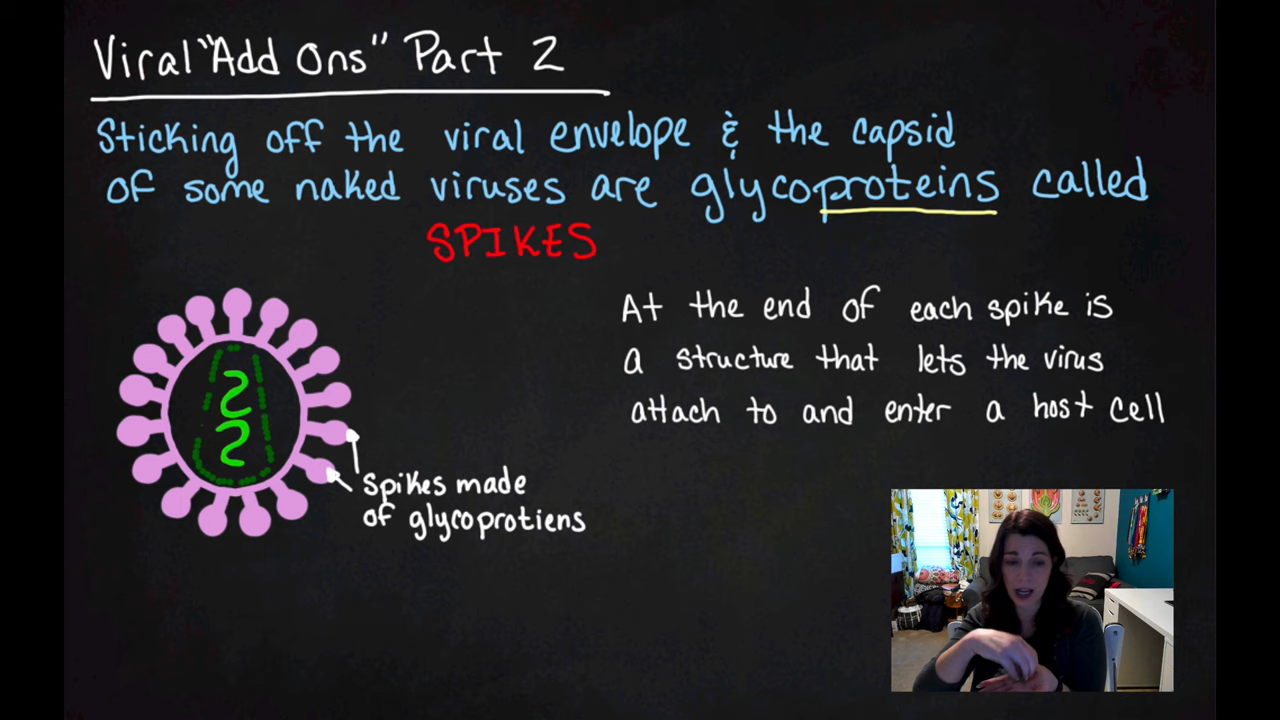 Viral "Add Ons" Part 2
Sticking off the viral envelope & the capsid
of some naked viruses are glycoproteins called
SPIKES
At the end of each spike is
a structure that lets the virus
attach to and enter a host cell
Spikes made
of glycoprotiens